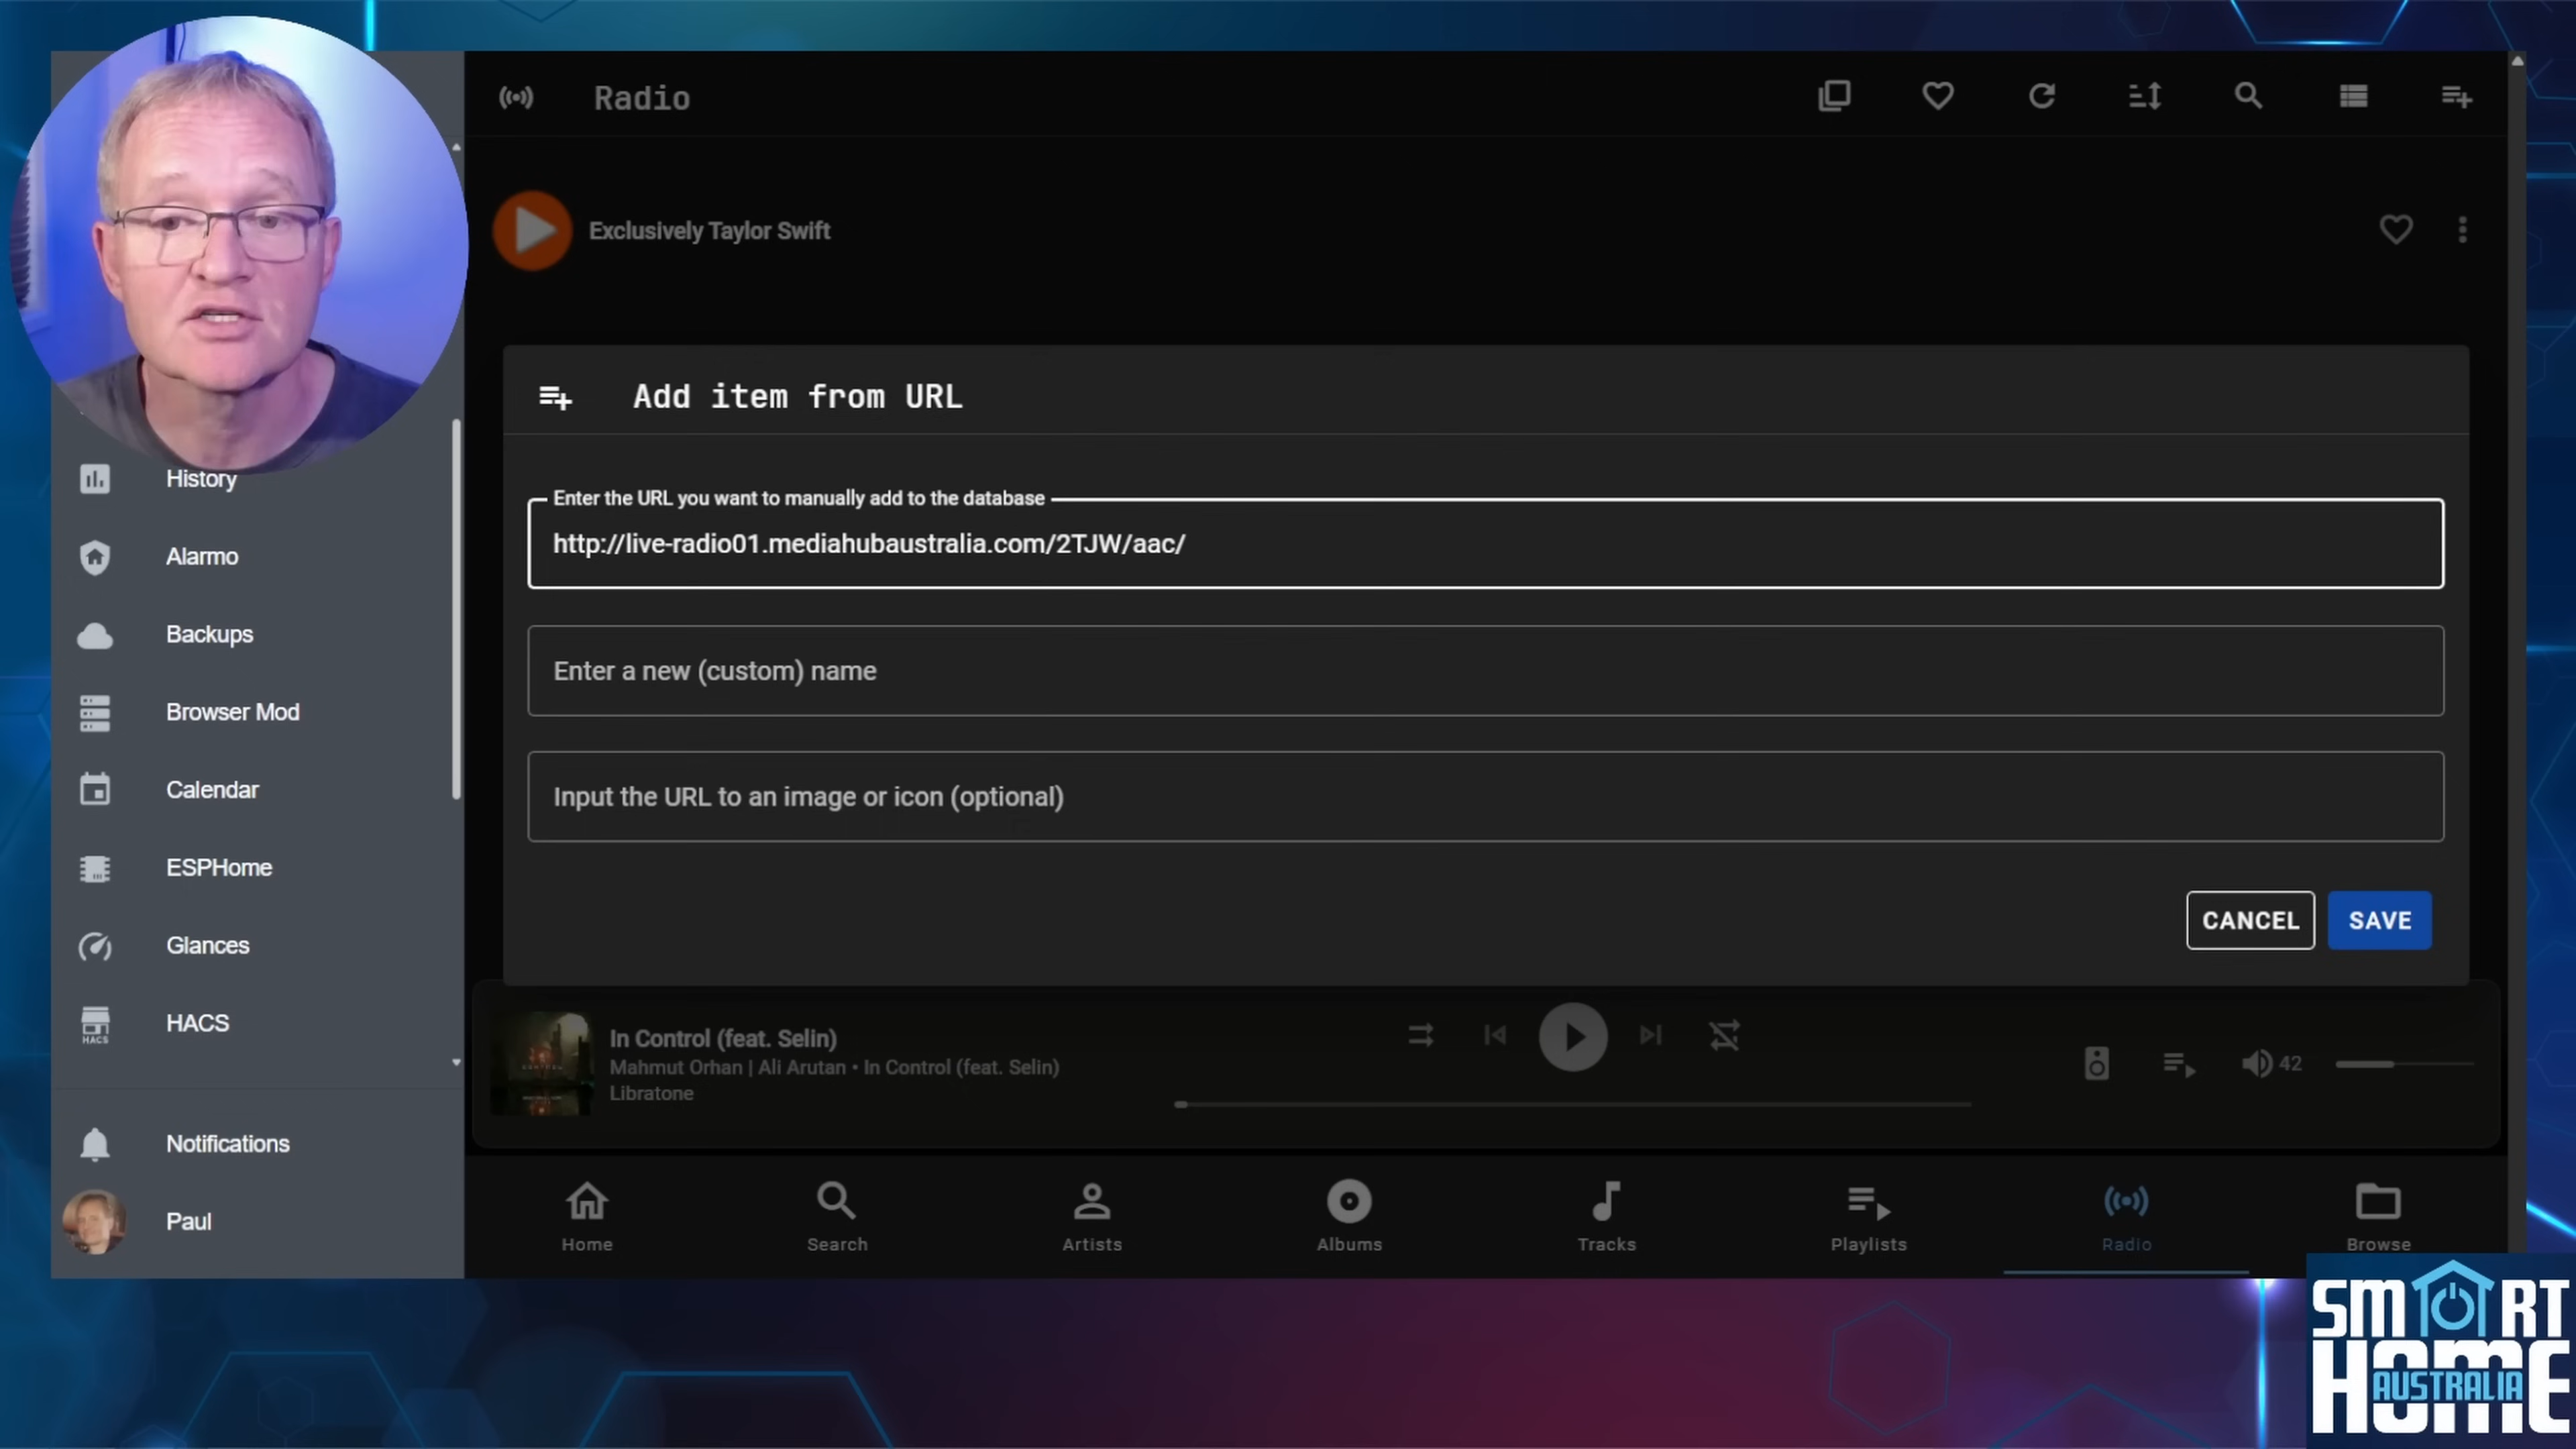 Radio
Exclusively Taylor Swift
Add item from URL
Enter the URL you want to manually add to the database
http://live-radio01.mediahubaustralia.com/2TJW/aac/
Enter a new (custom) name
Input the URL to an image or icon (optional)
CANCEL
SAVE
History
Alarmo
Backups
Browser Mod
Calendar
ESPHome
Glances
HACS
HACS
Notifications
Paul
In Control (feat. Selin)
Mahmut Orhan | Ali Arutan • In Control (feat. Selin)
Libratone
42
Home
Search
Artists
Albums
Tracks
Playlists
Radio
Browse
SMART
HOME
AUSTRALIA